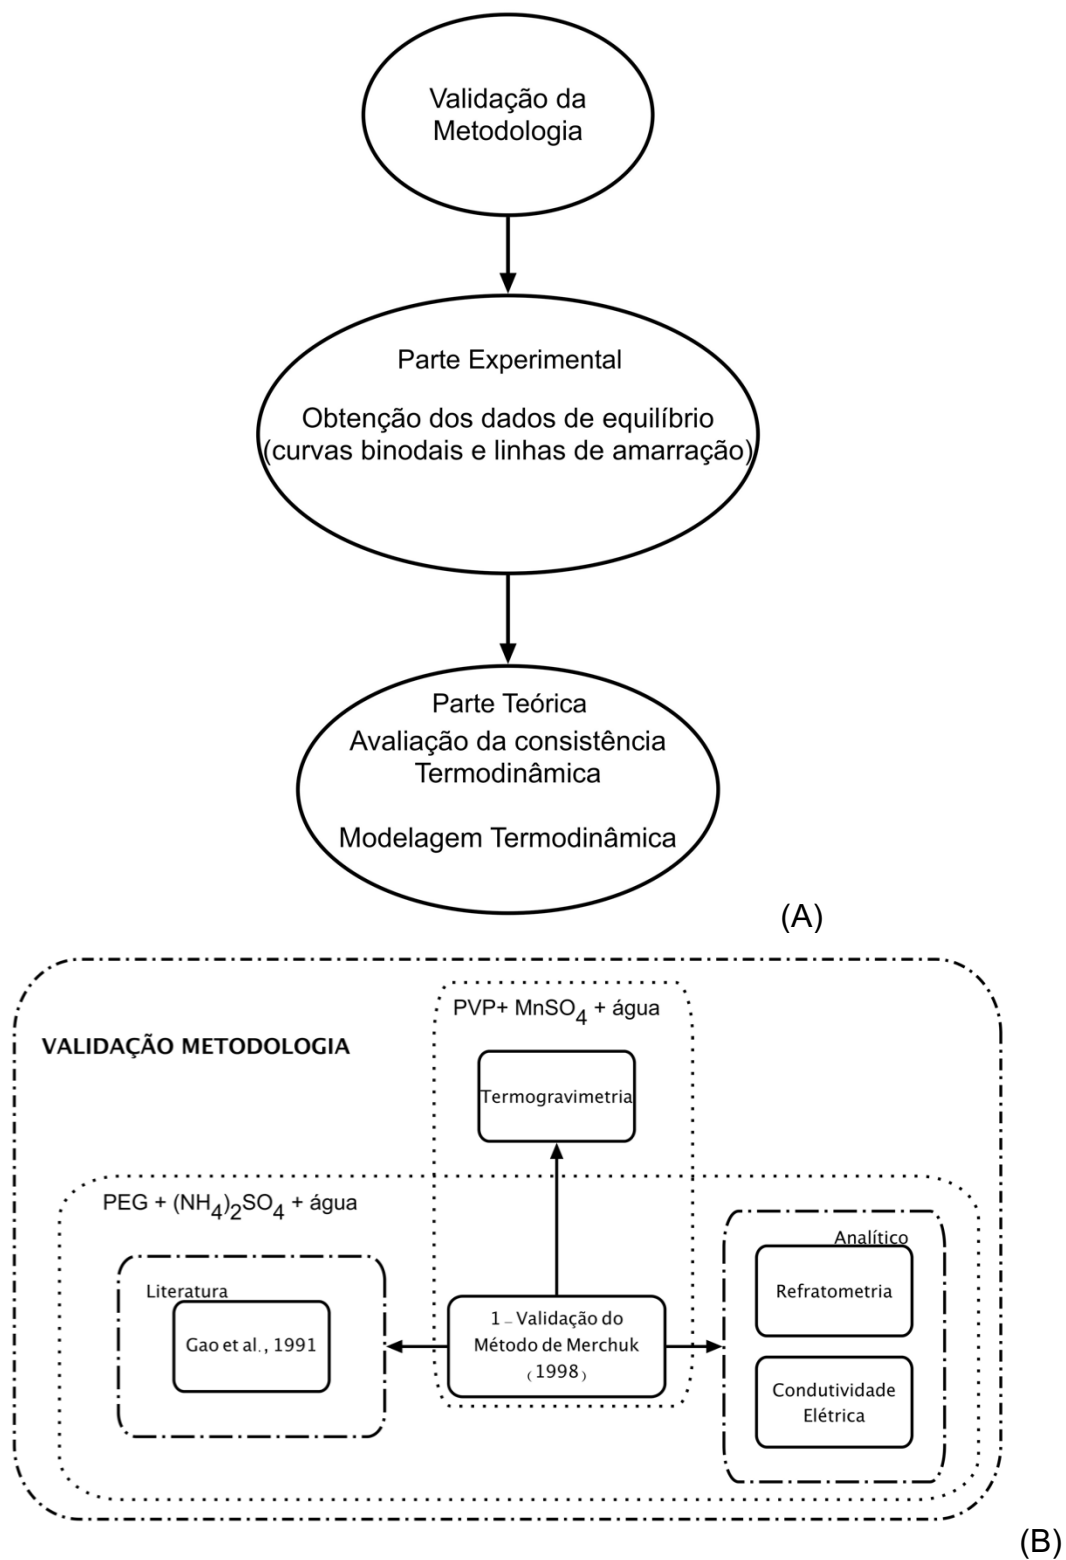 Validação da
Metodologia
Parte Experimental
Obtenção dos dados de equilíbrio
(curvas binodais e linhas de amarração)
Parte Teórica
Avaliação da consistência
Termodinâmica
Modelagem Termodinâmica
(A)
PVP+ MnSO4 + água
VALIDAÇÃO METODOLOGIA
Termogravimetria
PEG + (NH4)2SO4 + água
Analítico
Literatura
Refratometria
Gao et al., 1991
1 – Validação do
Método de Merchuk
(1998)
Condutividade
Elétrica
(B)